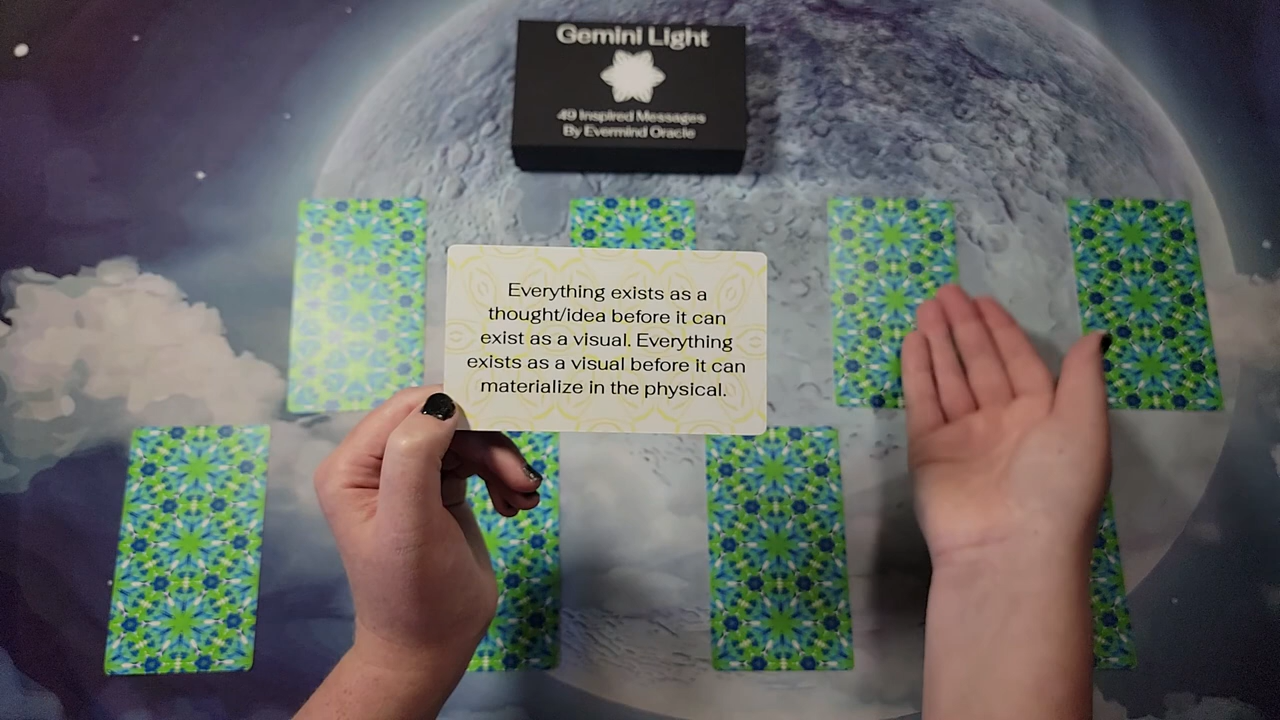 Gemini Light
49 Inspired Messages
By Evermind Oracle
Everything exists as a
thought/idea before it can
exist as a visual. Everything
exists as a visual before it can
materialize in the physical.